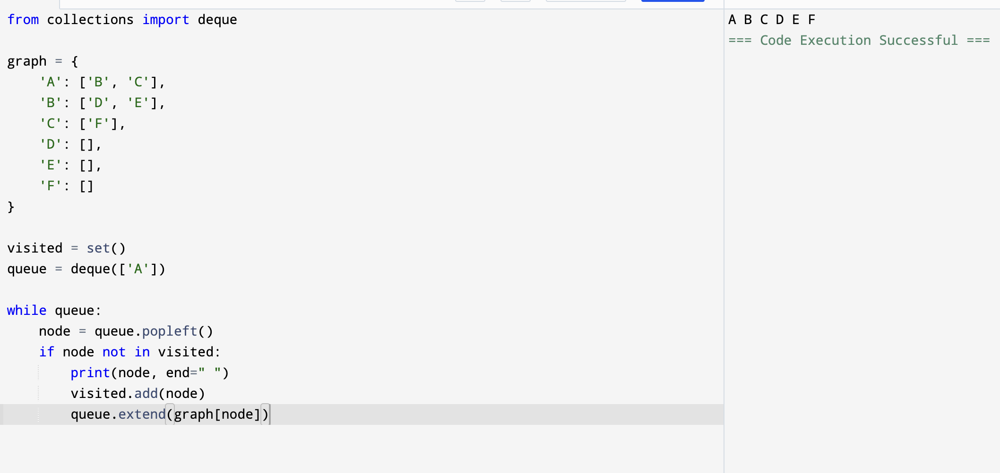 from collections import deque
graph = {
    'A': ['B', 'C'],
    'B': ['D', 'E'],
    'C': ['F'],
    'D': [],
    'E': [],
    'F': []
}
visited = set()
queue = deque(['A'])
while queue:
    node = queue.popleft()
    if node not in visited:
        print(node, end=" ")
        visited.add(node)
        queue.extend(graph[node])
A B C D E F
=== Code Execution Successful ===